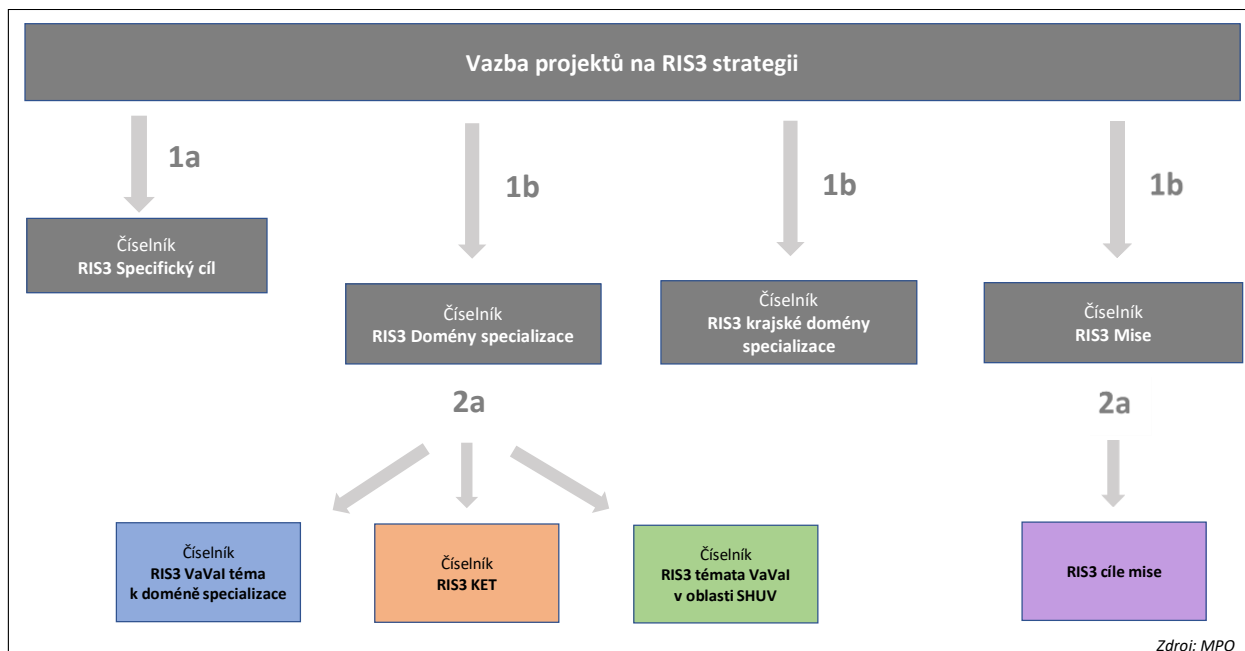 Vazba projektů na RIS3 strategii
1a
1b
1b
1b
Číselník
RIS3 Specifický cíl
Číselník
RIS3 Domény specializace
Číselník
RIS3 krajské domény
specializace
Číselník
RIS3 Mise
2a
2a
Číselník
RIS3 VaVaI téma
k doméně specializace
Číselník
RIS3 KET
Číselník
RIS3 témata VaVaI
v oblasti SHUV
RIS3 cíle mise
Zdroj: MPO